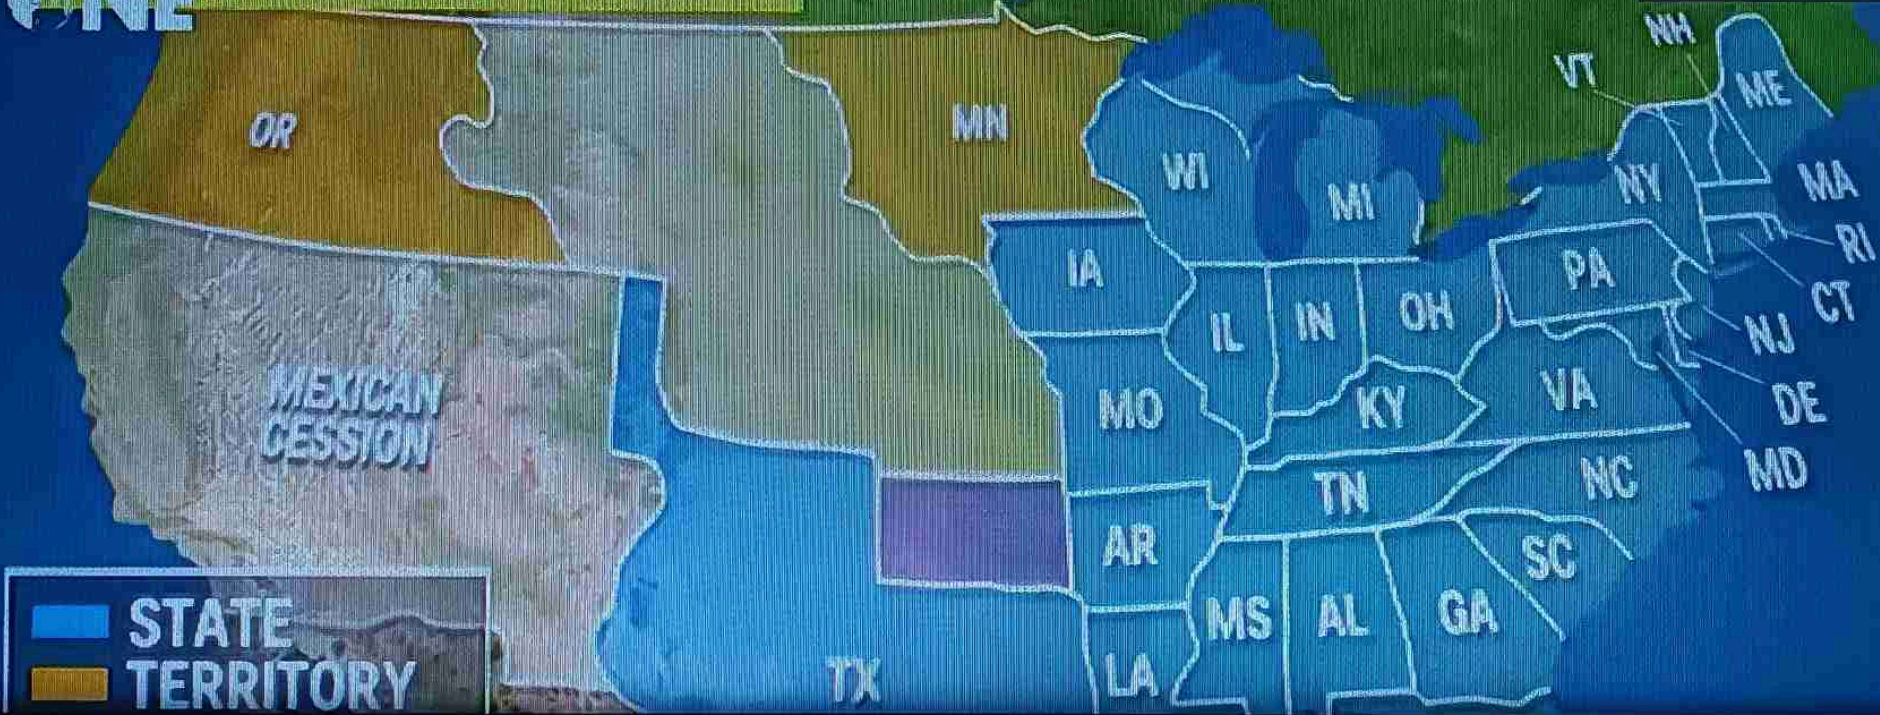 NH
VT
ME
OR
MN
WI
MI
NY
MA
RI
IA
PA
CT
IL
IN
OH
NJ
MEXICAN
CESSION
MO
KY
VA
DE
MD
TN
NC
AR
SC
MS
AL
GA
TX
LA
STATE
TERRITORY